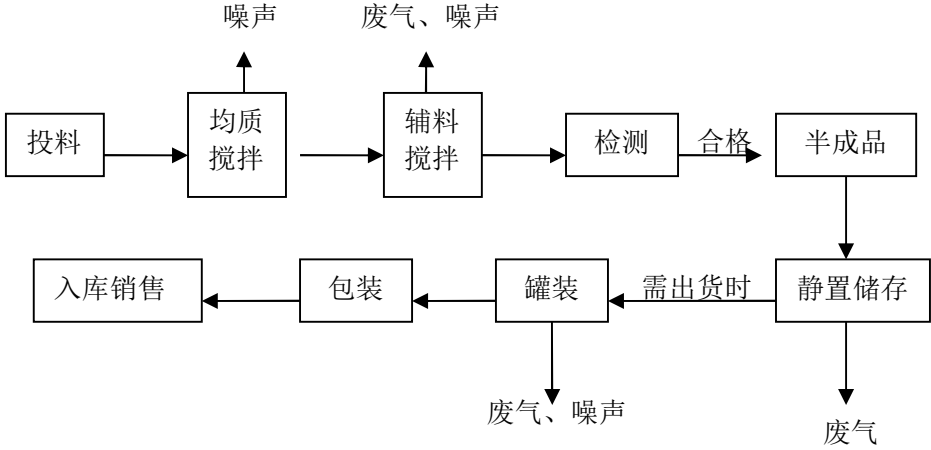 噪声
废气、噪声
投料
均质
搅拌
辅料
搅拌
检测
合格
半成品
入库销售
包装
罐装
需出货时
静置储存
废气、噪声
废气